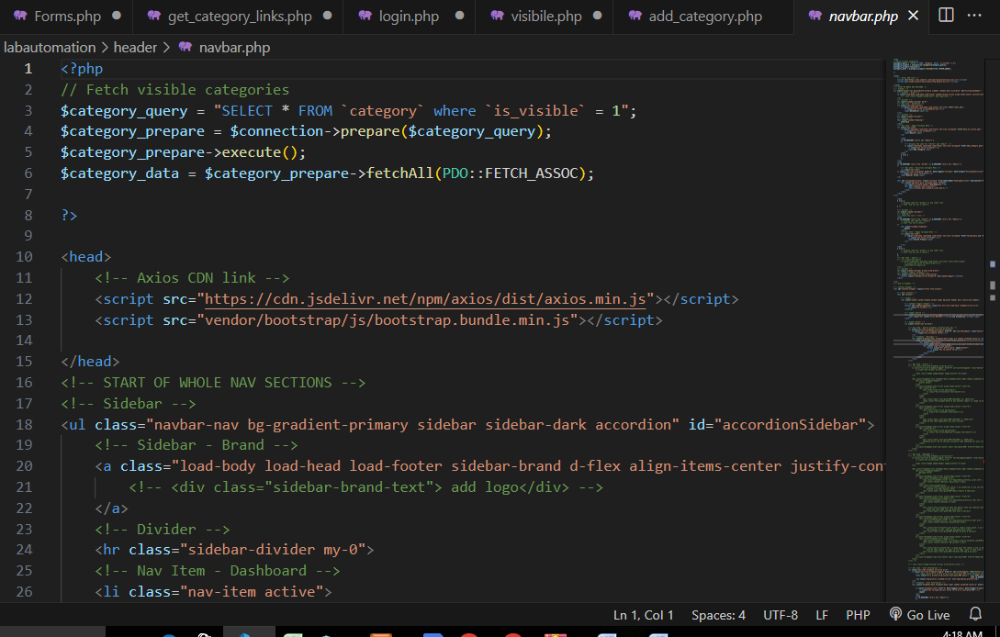 Forms.php ● get_category_links.php ● login.php ● visibile.php ● add_category.php navbar.php ✕ ···
labautomation > header > navbar.php
1 <?php
2 // Fetch visible categories
3 $category_query = "SELECT * FROM `category` where `is_visible` = 1";
4 $category_prepare = $connection->prepare($category_query);
5 $category_prepare->execute();
6 $category_data = $category_prepare->fetchAll(PDO::FETCH_ASSOC);
7
8 ?>
9
10 <head>
11 <!-- Axios CDN link -->
12 <script src="https://cdn.jsdelivr.net/npm/axios/dist/axios.min.js"></script>
13 <script src="vendor/bootstrap/js/bootstrap.bundle.min.js"></script>
14
15 </head>
16 <!-- START OF WHOLE NAV SECTIONS -->
17 <!-- Sidebar -->
18 <ul class="navbar-nav bg-gradient-primary sidebar sidebar-dark accordion" id="accordionSidebar">
19 <!-- Sidebar - Brand -->
20 <a class="load-body load-head load-footer sidebar-brand d-flex align-items-center justify-con
21 <!-- <div class="sidebar-brand-text"> add logo</div> -->
22 </a>
23 <!-- Divider -->
24 <hr class="sidebar-divider my-0">
25 <!-- Nav Item - Dashboard -->
26 <li class="nav-item active">
Ln 1, Col 1 Spaces: 4 UTF-8 LF PHP Go Live
4:18 AM